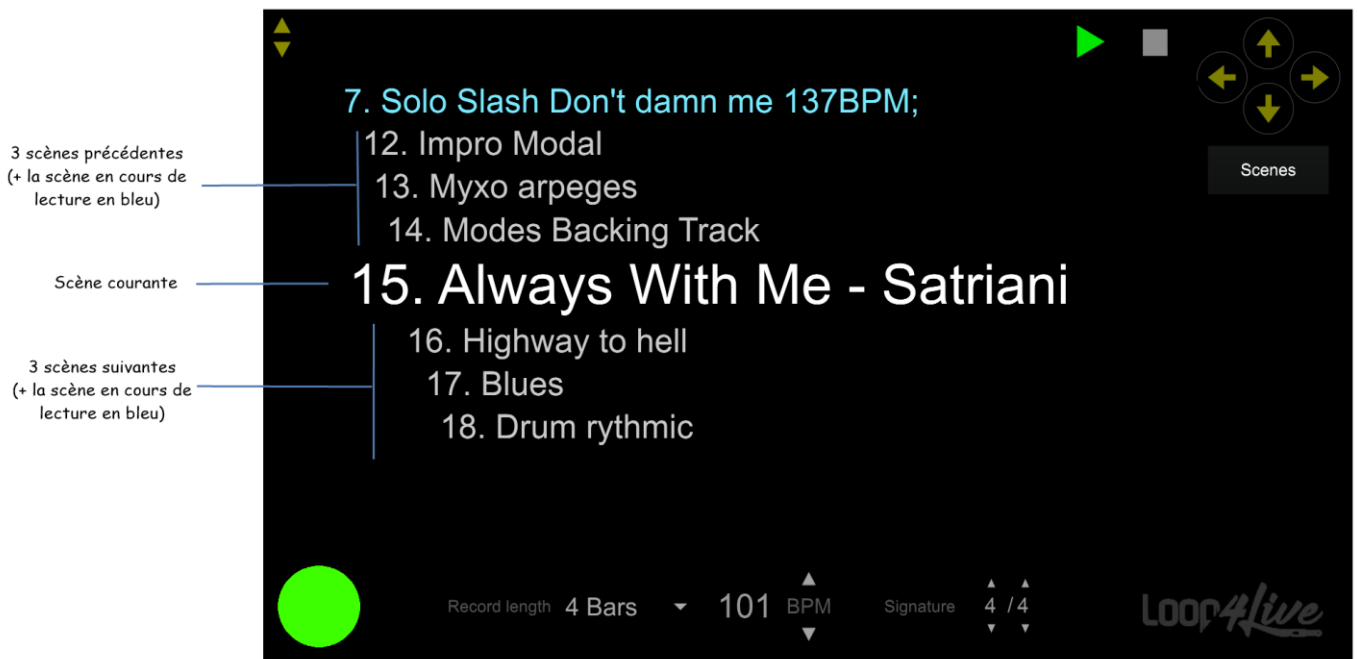 7. Solo Slash Don't damn me 137BPM;
3 scènes précédentes
(+ la scène en cours de
lecture en bleu)
12. Impro Modal
13. Myxo arpeges
14. Modes Backing Track
Scenes
Scène courante
15. Always With Me - Satriani
3 scènes suivantes
(+ la scène en cours de
lecture en bleu)
16. Highway to hell
17. Blues
18. Drum rythmic
Record length 4 Bars 101 BPM Signature 4 / 4
Loop4Live